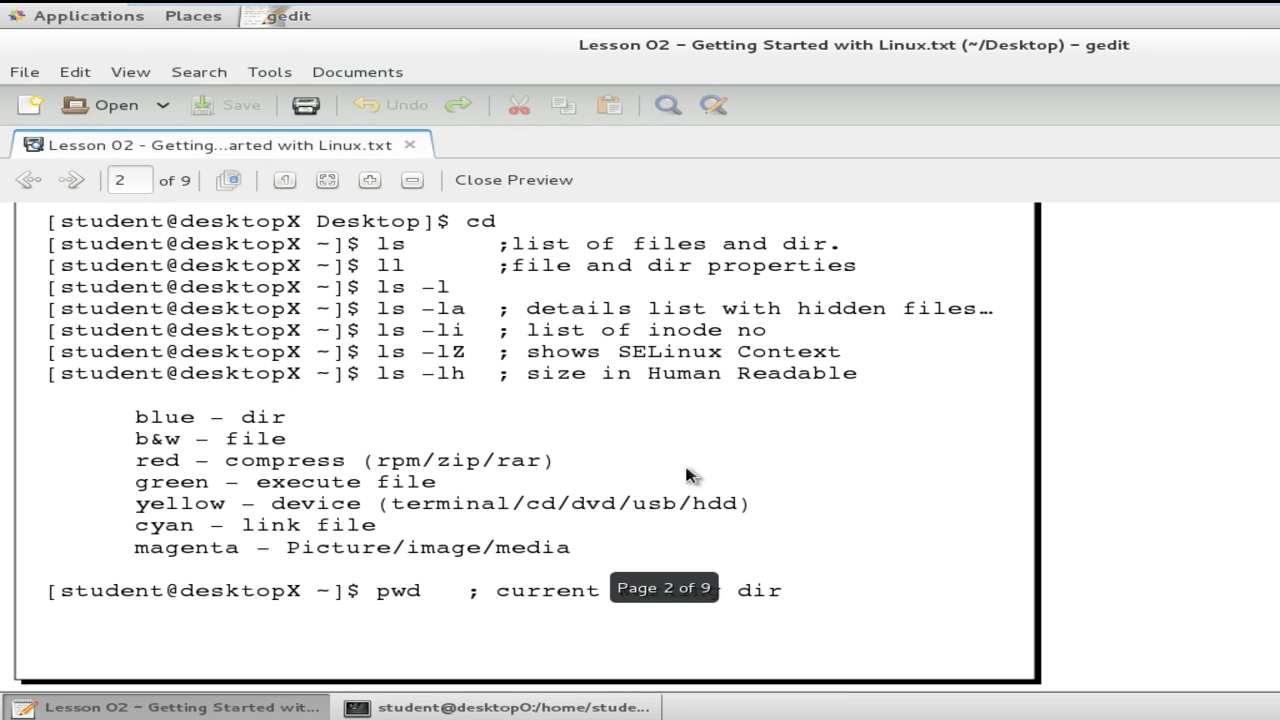 Applications Places gedit
Lesson 02 - Getting Started with Linux.txt (~/Desktop) - gedit
File Edit View Search Tools Documents
Open Save Undo
Lesson 02 - Getting...arted with Linux.txt ×
2 of 9 Close Preview
[student@desktopX Desktop]$ cd
[student@desktopX ~]$ ls ;list of files and dir.
[student@desktopX ~]$ ll ;file and dir properties
[student@desktopX ~]$ ls -l
[student@desktopX ~]$ ls -la ; details list with hidden files…
[student@desktopX ~]$ ls -li ; list of inode no
[student@desktopX ~]$ ls -lZ ; shows SELinux Context
[student@desktopX ~]$ ls -lh ; size in Human Readable
blue - dir
b&w - file
red - compress (rpm/zip/rar)
green - execute file
yellow - device (terminal/cd/dvd/usb/hdd)
cyan - link file
magenta - Picture/image/media
[student@desktopX ~]$ pwd ; current dir
Page 2 of 9
Lesson 02 - Getting Started wit... student@desktop0:/home/stude...